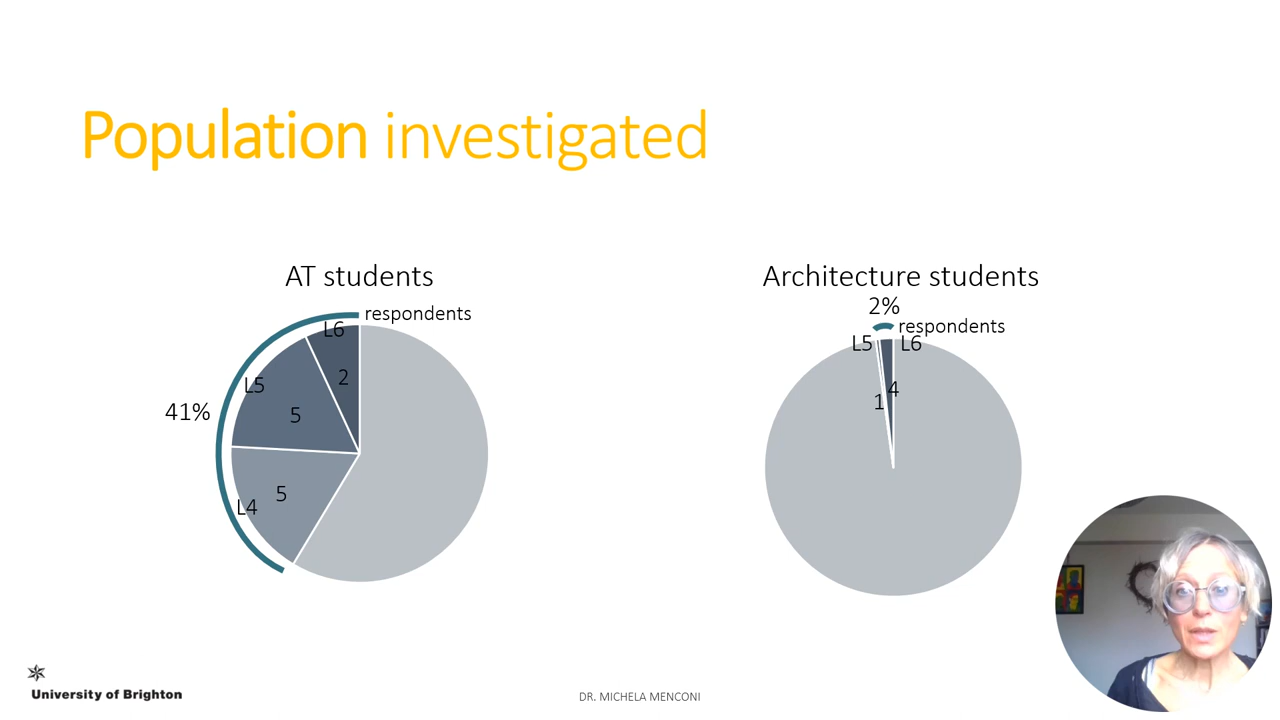 Population investigated
AT students
respondents
L6
2
L5
5
41%
5
L4
Architecture students
2%
respondents
L5
L6
4
1
University of Brighton
DR. MICHELA MENCONI